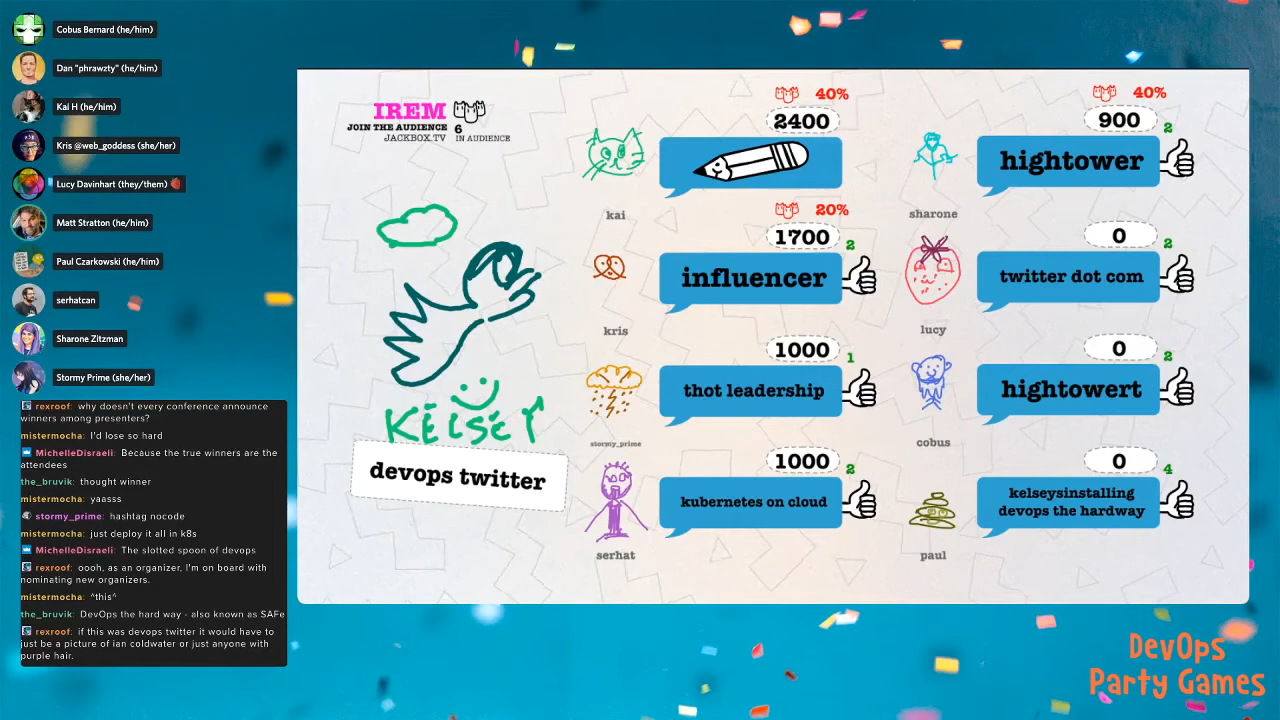 Cobus Bernard (he/him)
Dan "phrawzty" (he/him)
Kai H (he/him)
Kris @web_goddess (she/her)
Lucy Davinhart (they/them) 🍓
Matt Stratton (he/him)
Paul Czarkowski (he/him)
serhatcan
Sharone Zitzman
Stormy Prime (she/her)
rexroof: why doesn't every conference announce
winners among presenters?
mistermocha: I'd lose so hard
MichelleDisraeli: Because the true winners are the
attendees
the_bruvik: thought winner
mistermocha: yaasss
stormy_prime: hashtag nocode
mistermocha: just deploy it all in k8s
MichelleDisraeli: The slotted spoon of devops
rexroof: oooh, as an organizer, I'm on board with
nominating new organizers.
mistermocha: ^this^
the_bruvik: DevOps the hard way - also known as SAFe
rexroof: if this was devops twitter it would have to
just be a picture of ian coldwater or just anyone with
purple hair.
IREM
JOIN THE AUDIENCE
JACKBOX.TV
6
IN AUDIENCE
KELSEY
devops twitter
40%
2400
kai
20%
1700
2
influencer
kris
1000
1
thot leadership
stormy_prime
1000
2
kubernetes on cloud
serhat
40%
900
2
hightower
sharone
0
2
twitter dot com
lucy
0
2
hightowert
cobus
0
4
kelseysinstalling
devops the hardway
paul
DevOps
Party Games